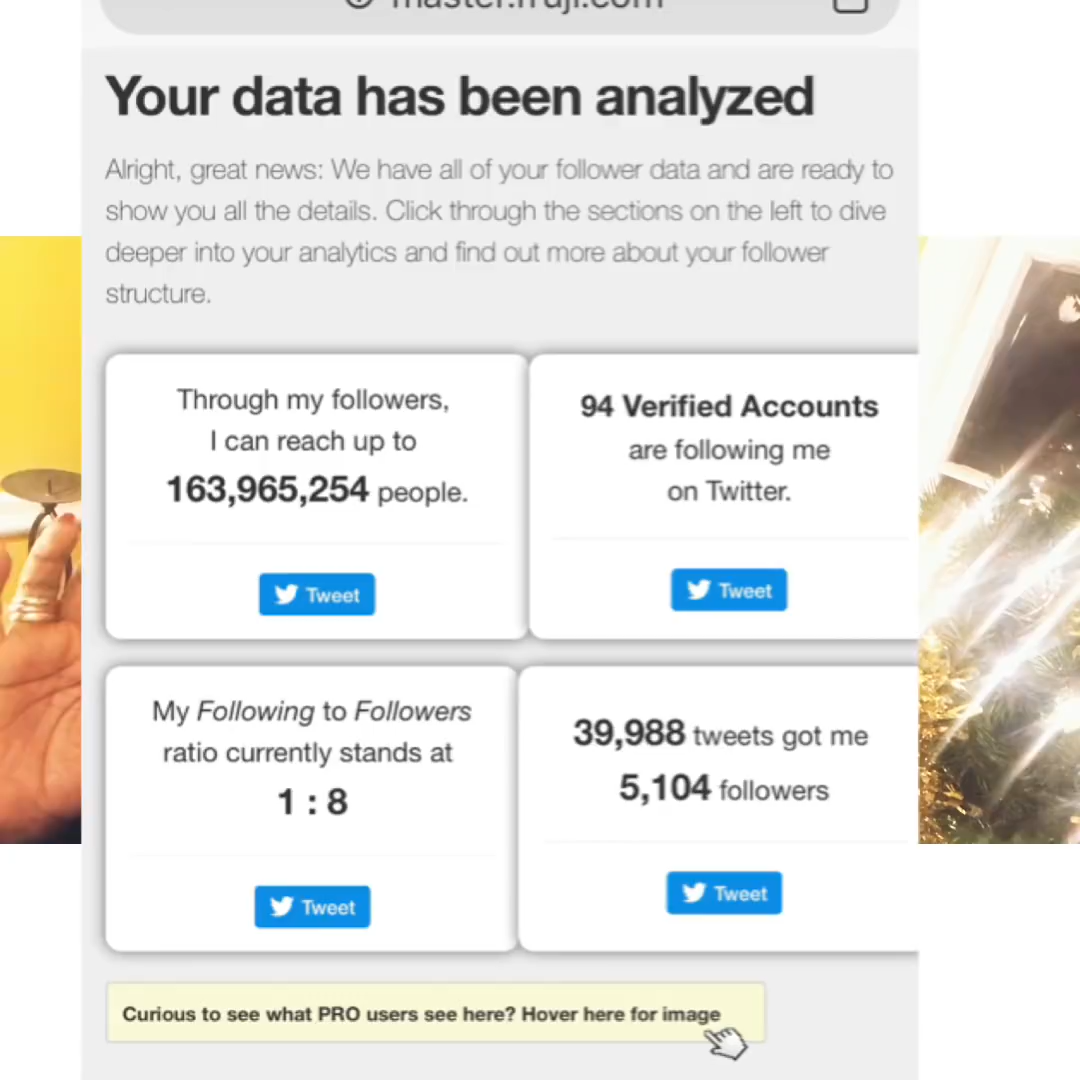 Your data has been analyzed
Alright, great news: We have all of your follower data and are ready to
show you all the details. Click through the sections on the left to dive
deeper into your analytics and find out more about your follower
structure.
Through my followers,
I can reach up to
163,965,254 people.
Tweet
94 Verified Accounts
are following me
on Twitter.
Tweet
My Following to Followers
ratio currently stands at
1 : 8
Tweet
39,988 tweets got me
5,104 followers
Tweet
Curious to see what PRO users see here? Hover here for image